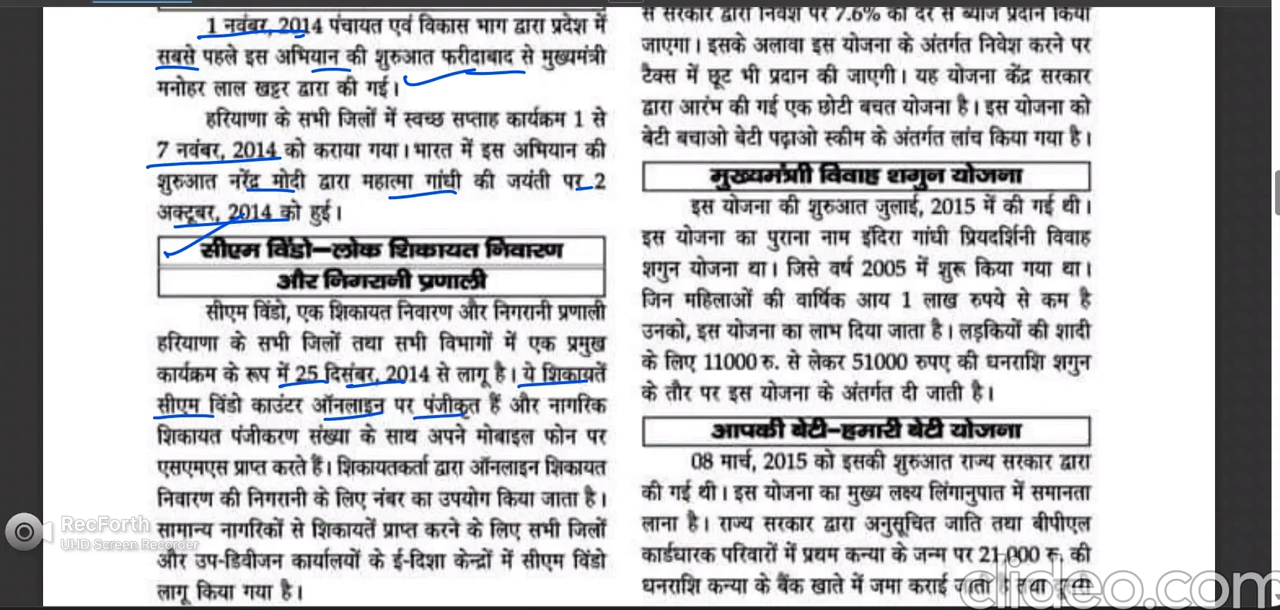 1 नवंबर, 2014 पंचायत एवं विकास भाग द्वारा प्रदेश में
सबसे पहले इस अभियान की शुरुआत फरीदाबाद से मुख्यमंत्री
मनोहर लाल खट्टर द्वारा की गई।
हरियाणा के सभी जिलों में स्वच्छ सप्ताह कार्यक्रम 1 से
7 नवंबर, 2014 को कराया गया। भारत में इस अभियान की
शुरुआत नरेंद्र मोदी द्वारा महात्मा गांधी की जयंती पर 2
अक्टूबर, 2014 को हुई।
सीएम विंडो–लोक शिकायत निवारण
और निगरानी प्रणाली
सीएम विंडो, एक शिकायत निवारण और निगरानी प्रणाली
हरियाणा के सभी जिलों तथा सभी विभागों में एक प्रमुख
कार्यक्रम के रूप में 25 दिसंबर, 2014 से लागू है। ये शिकायतें
सीएम विंडो काउंटर ऑनलाइन पर पंजीकृत हैं और नागरिक
शिकायत पंजीकरण संख्या के साथ अपने मोबाइल फोन पर
एसएमएस प्राप्त करते हैं। शिकायतकर्ता द्वारा ऑनलाइन शिकायत
निवारण की निगरानी के लिए नंबर का उपयोग किया जाता है।
सामान्य नागरिकों से शिकायतें प्राप्त करने के लिए सभी जिलों
और उप-डिवीजन कार्यालयों के ई-दिशा केन्द्रों में सीएम विंडो
लागू किया गया है।
से सरकार द्वारा निवेश पर 7.6% की दर से ब्याज प्रदान किया
जाएगा। इसके अलावा इस योजना के अंतर्गत निवेश करने पर
टैक्स में छूट भी प्रदान की जाएगी। यह योजना केंद्र सरकार
द्वारा आरंभ की गई एक छोटी बचत योजना है। इस योजना को
बेटी बचाओ बेटी पढ़ाओ स्कीम के अंतर्गत लांच किया गया है।
मुख्यमंत्री विवाह शगुन योजना
इस योजना की शुरुआत जुलाई, 2015 में की गई थी।
इस योजना का पुराना नाम इंदिरा गांधी प्रियदर्शिनी विवाह
शगुन योजना था। जिसे वर्ष 2005 में शुरू किया गया था।
जिन महिलाओं की वार्षिक आय 1 लाख रुपये से कम है
उनको, इस योजना का लाभ दिया जाता है। लड़कियों की शादी
के लिए 11000 रु. से लेकर 51000 रुपए की धनराशि शगुन
के तौर पर इस योजना के अंतर्गत दी जाती है।
आपकी बेटी–हमारी बेटी योजना
08 मार्च, 2015 को इसकी शुरुआत राज्य सरकार द्वारा
की गई थी। इस योजना का मुख्य लक्ष्य लिंगानुपात में समानता
लाना है। राज्य सरकार द्वारा अनुसूचित जाति तथा बीपीएल
कार्डधारक परिवारों में प्रथम कन्या के जन्म पर 21,000 रु. की
धनराशि कन्या के बैंक खाते में जमा कराई जाता है तथा
RecForth
UHD Screen Recorder
clideo.com